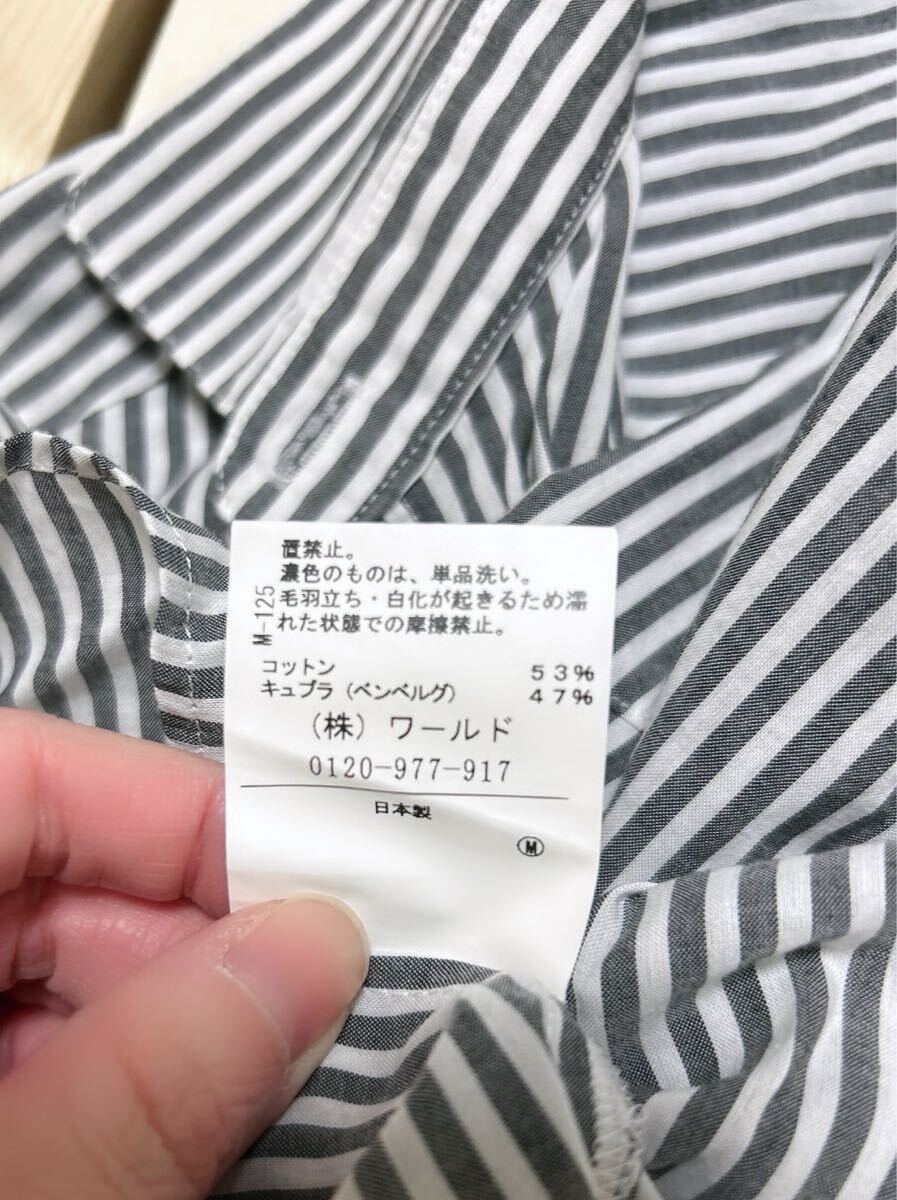 置禁止。
濃色のものは、単品洗い。
毛羽立ち・白化が起きるため濡
れた状態での摩擦禁止。
M-125
コットン 53%
キュプラ(ベンベルグ) 47%
(株)ワールド
0120-977-917
日本製
Ⓜ